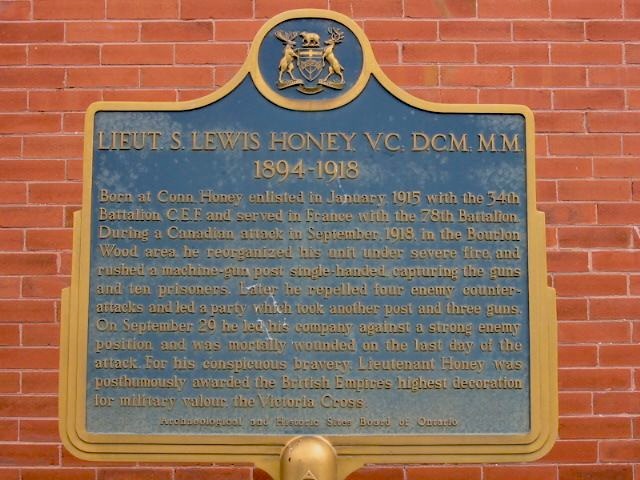 LIEUT. S. LEWIS HONEY, V.C., D.C.M., M.M.
1894-1918
Born at Conn, Honey enlisted in January, 1915 with the 34th
Battalion, C.E.F. and served in France with the 78th Battalion.
During a Canadian attack in September, 1918, in the Bourlon
Wood area, he reorganized his unit under severe fire, and
rushed a machine-gun post single-handed, capturing the guns
and ten prisoners. Later he repelled four enemy counter-
attacks and led a party which took another post and three guns.
On September 29 he led his company against a strong enemy
position and was mortally wounded on the last day of the
attack. For his conspicuous bravery, Lieutenant Honey was
posthumously awarded the British Empire's highest decoration
for military valour, the Victoria Cross.
Archaeological and Historic Sites Board of Ontario